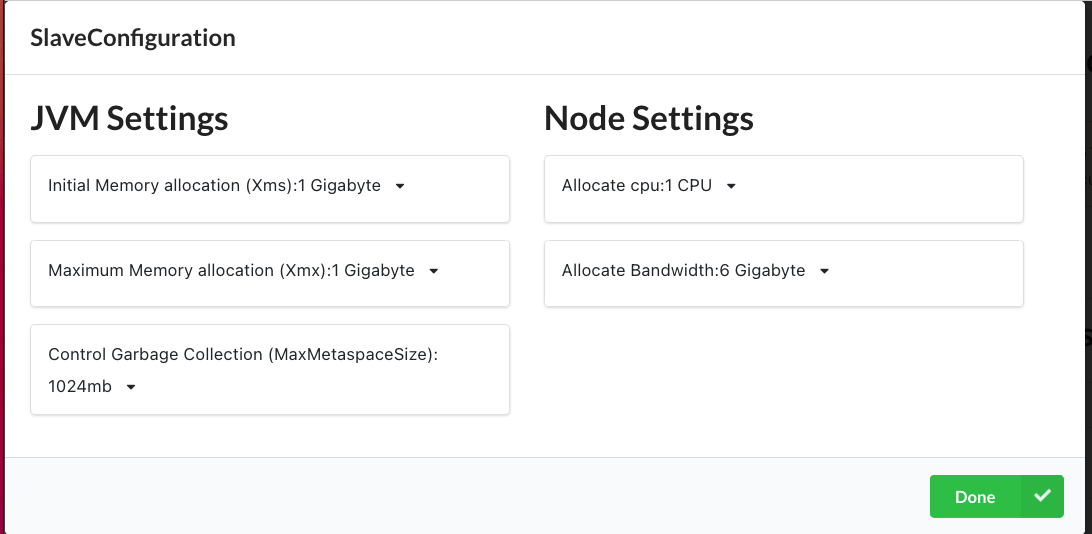 SlaveConfiguration
JVM Settings
Initial Memory allocation (Xms):1 Gigabyte
Maximum Memory allocation (Xmx):1 Gigabyte
Control Garbage Collection (MaxMetaspaceSize):
1024mb
Node Settings
Allocate cpu:1 CPU
Allocate Bandwidth:6 Gigabyte
Done